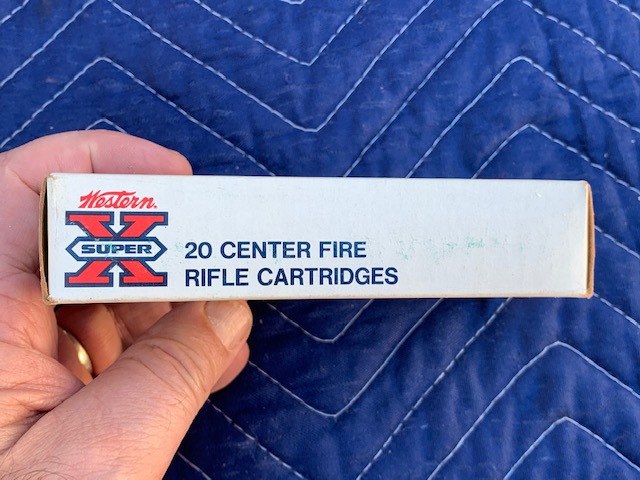 Western.
SUPER
X
20 CENTER FIRE
RIFLE CARTRIDGES